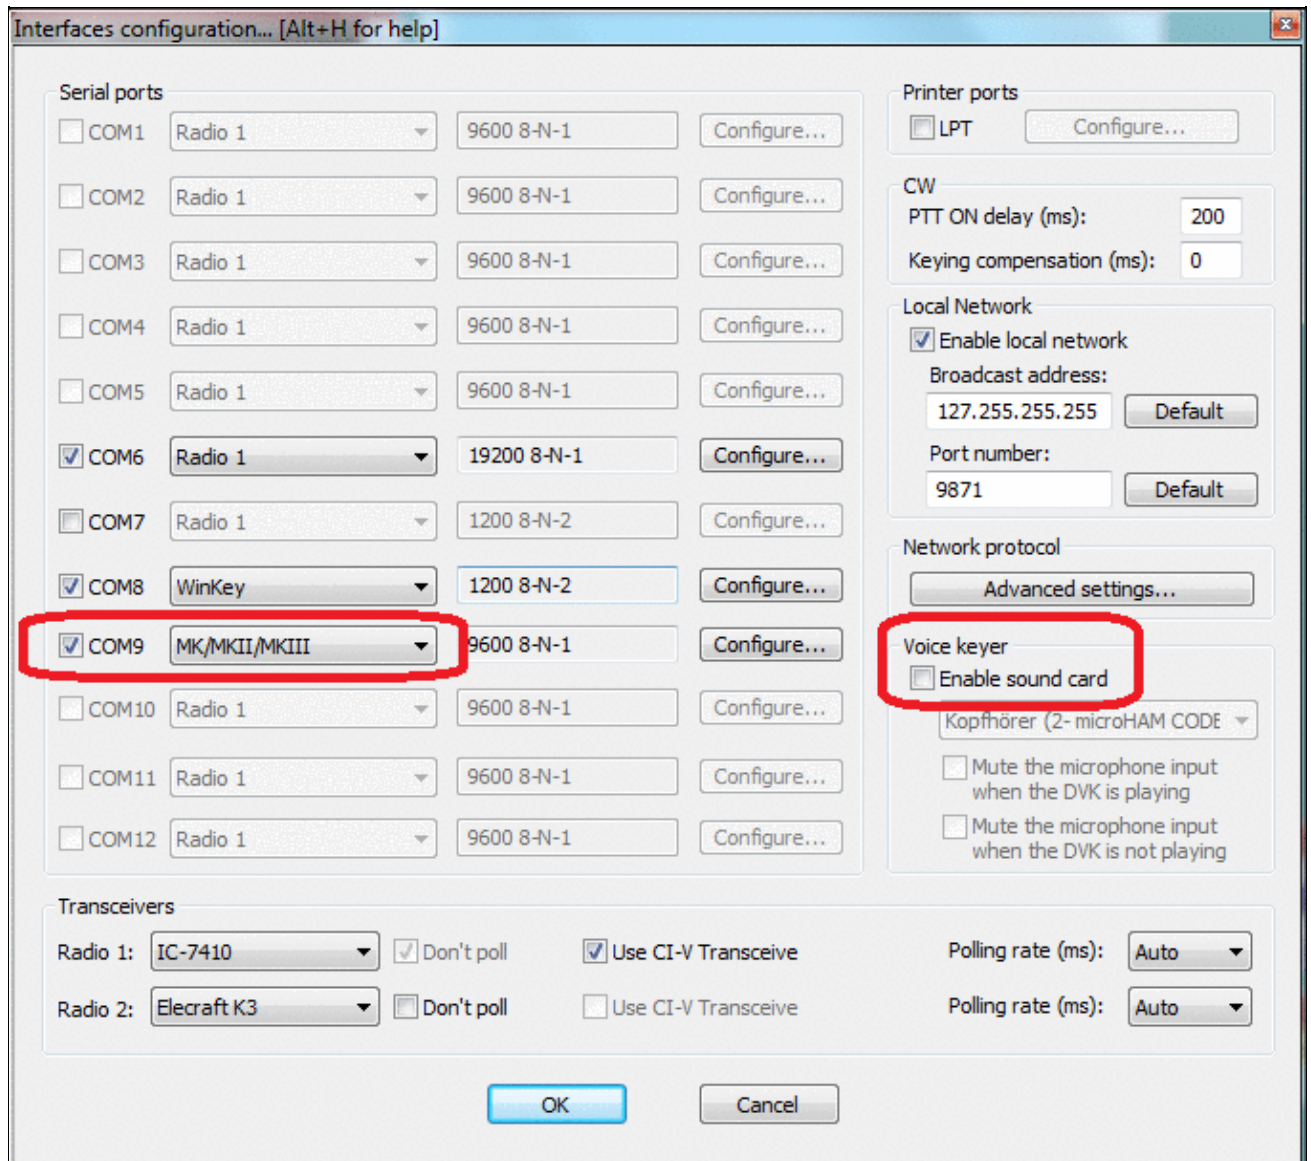 Interfaces configuration... [Alt+H for help]
Serial ports
COM1 Radio 1 9600 8-N-1 Configure...
COM2 Radio 1 9600 8-N-1 Configure...
COM3 Radio 1 9600 8-N-1 Configure...
COM4 Radio 1 9600 8-N-1 Configure...
COM5 Radio 1 9600 8-N-1 Configure...
COM6 Radio 1 19200 8-N-1 Configure...
COM7 Radio 1 1200 8-N-2 Configure...
COM8 WinKey 1200 8-N-2 Configure...
COM9 MK/MKII/MKIII 9600 8-N-1 Configure...
COM10 Radio 1 9600 8-N-1 Configure...
COM11 Radio 1 9600 8-N-1 Configure...
COM12 Radio 1 9600 8-N-1 Configure...
Printer ports
LPT Configure...
CW
PTT ON delay (ms): 200
Keying compensation (ms): 0
Local Network
Enable local network
Broadcast address:
127.255.255.255 Default
Port number:
9871 Default
Network protocol
Advanced settings...
Voice keyer
Enable sound card
Kopfhörer (2- microHAM CODE
Mute the microphone input
when the DVK is playing
Mute the microphone input
when the DVK is not playing
Transceivers
Radio 1: IC-7410 Don't poll Use CI-V Transceive Polling rate (ms): Auto
Radio 2: Elecraft K3 Don't poll Use CI-V Transceive Polling rate (ms): Auto
OK Cancel